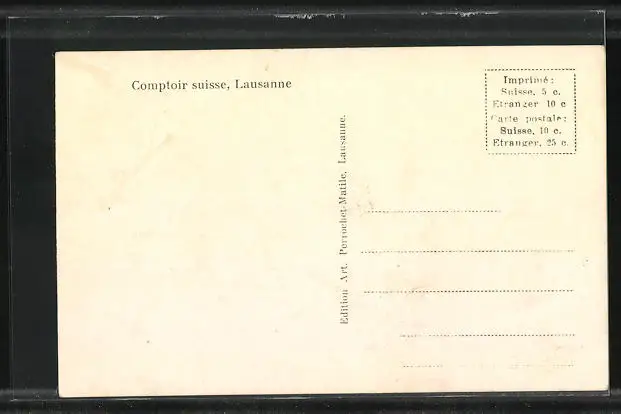 Comptoir suisse, Lausanne
Edition Art. Perrochet-Matile, Lausanne.
Imprimé:
Suisse, 5 c.
Etranger 10 c
Carte postale:
Suisse, 10 c.
Etranger, 25 c.